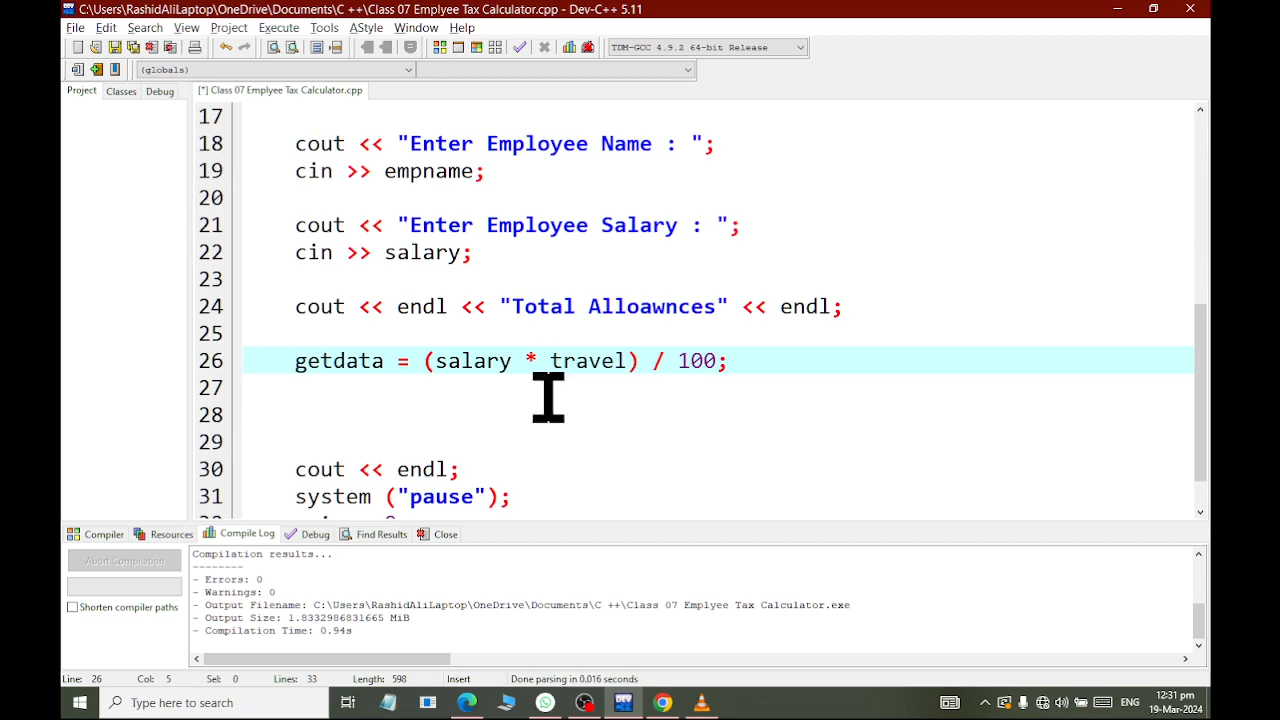 C:\Users\RashidAliLaptop\OneDrive\Documents\C ++\Class 07 Emplyee Tax Calculator.cpp - Dev-C++ 5.11
File Edit Search View Project Execute Tools AStyle Window Help
TDM-GCC 4.9.2 64-bit Release
(globals)
Project Classes Debug [*] Class 07 Emplyee Tax Calculator.cpp
17
18 cout << "Enter Employee Name : ";
19 cin >> empname;
20
21 cout << "Enter Employee Salary : ";
22 cin >> salary;
23
24 cout << endl << "Total Alloawnces" << endl;
25
26 getdata = (salary * travel) / 100;
27
28
29
30 cout << endl;
31 system ("pause");
Compiler Resources Compile Log Debug Find Results Close
Abort Compilation
Shorten compiler paths
Compilation results...
--------
- Errors: 0
- Warnings: 0
- Output Filename: C:\Users\RashidAliLaptop\OneDrive\Documents\C ++\Class 07 Emplyee Tax Calculator.exe
- Output Size: 1.8332986831665 MiB
- Compilation Time: 0.94s
Line: 26 Col: 5 Sel: 0 Lines: 33 Length: 598 Insert Done parsing in 0.016 seconds
Type here to search
ENG
12:31 pm
19-Mar-2024